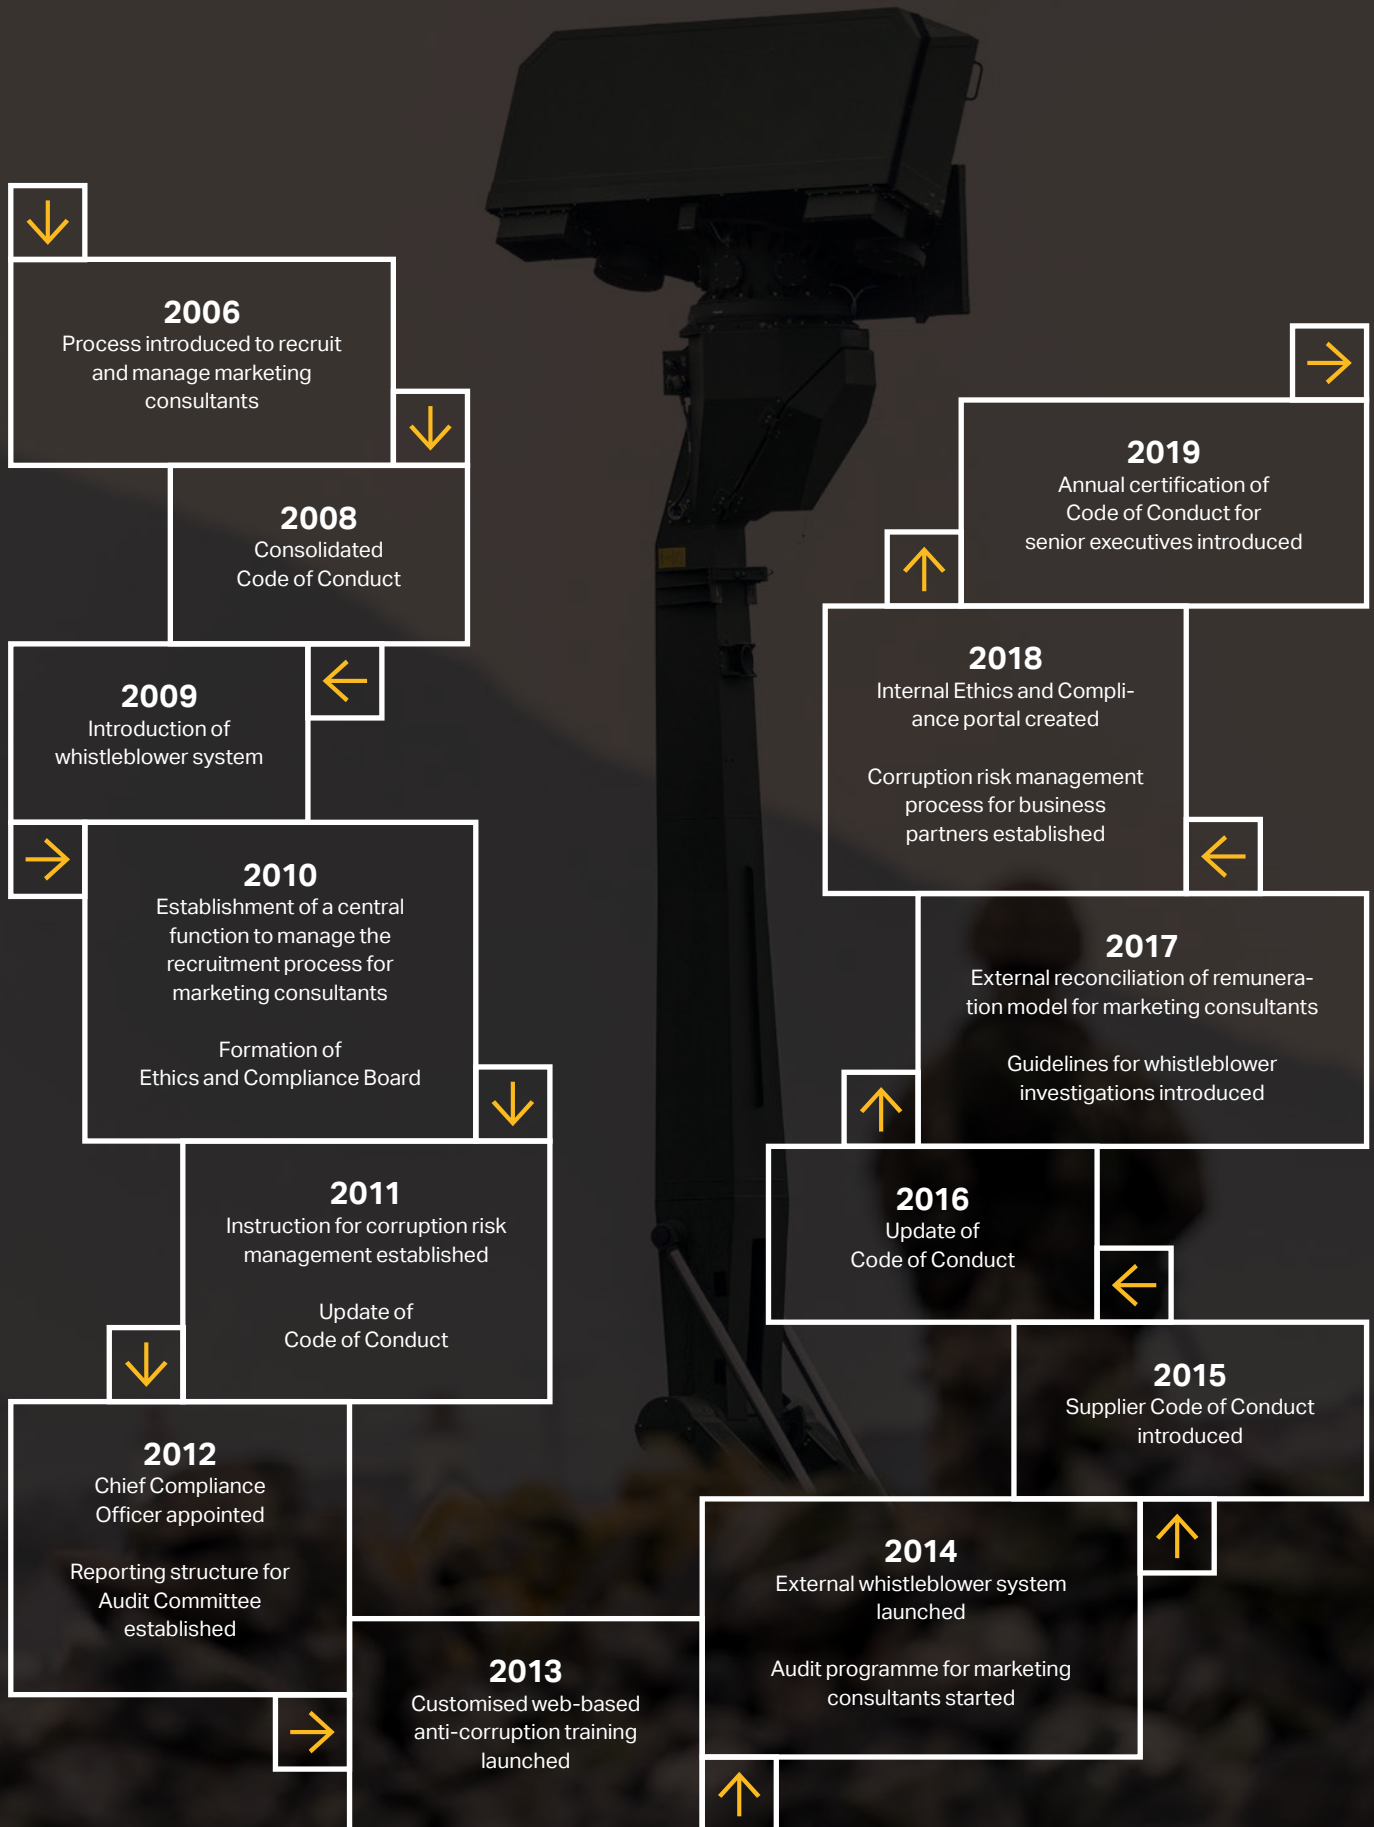 2006
Process introduced to recruit
and manage marketing
consultants
2008
Consolidated
Code of Conduct
2009
Introduction of
whistleblower system
2010
Establishment of a central
function to manage the
recruitment process for
marketing consultants
Formation of
Ethics and Compliance Board
2011
Instruction for corruption risk
management established
Update of
Code of Conduct
2012
Chief Compliance
Officer appointed
Reporting structure for
Audit Committee
established
2013
Customised web-based
anti-corruption training
launched
2014
External whistleblower system
launched
Audit programme for marketing
consultants started
2015
Supplier Code of Conduct
introduced
2016
Update of
Code of Conduct
2017
External reconciliation of remunera-
tion model for marketing consultants
Guidelines for whistleblower
investigations introduced
2018
Internal Ethics and Compli-
ance portal created
Corruption risk management
process for business
partners established
2019
Annual certification of
Code of Conduct for
senior executives introduced